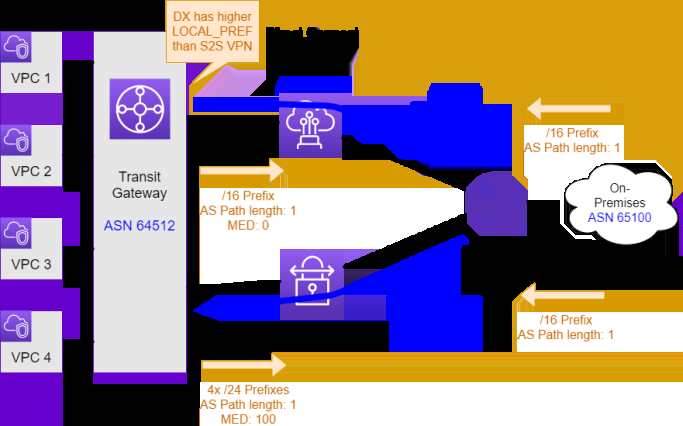 DX has higher
LOCAL_PREF
than S2S VPN
VPC 1
VPC 2
VPC 3
VPC 4
Transit
Gateway
ASN 64512
/16 Prefix
AS Path length: 1
MED: 0
/16 Prefix
AS Path length: 1
On-
Premises
ASN 65100
/16 Prefix
AS Path length: 1
4x /24 Prefixes
AS Path length: 1
MED: 100